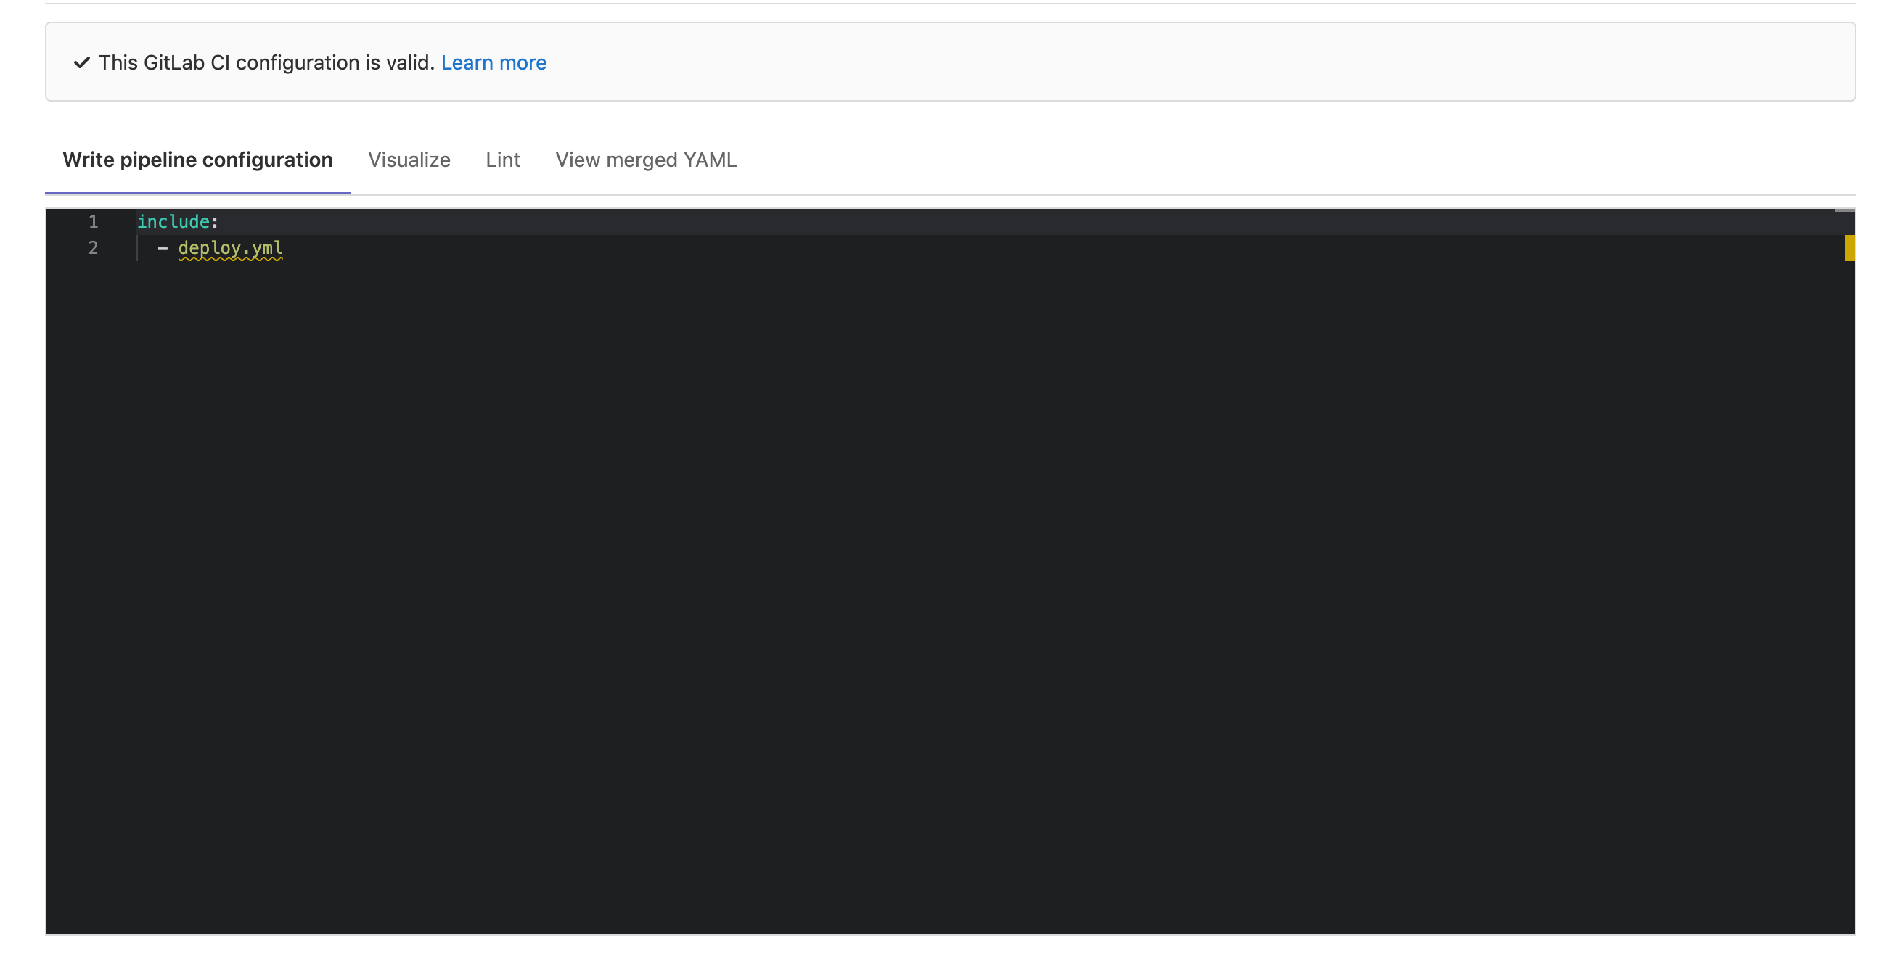 This GitLab CI configuration is valid. Learn more
Write pipeline configuration Visualize Lint View merged YAML
1 include:
2 - deploy.yml